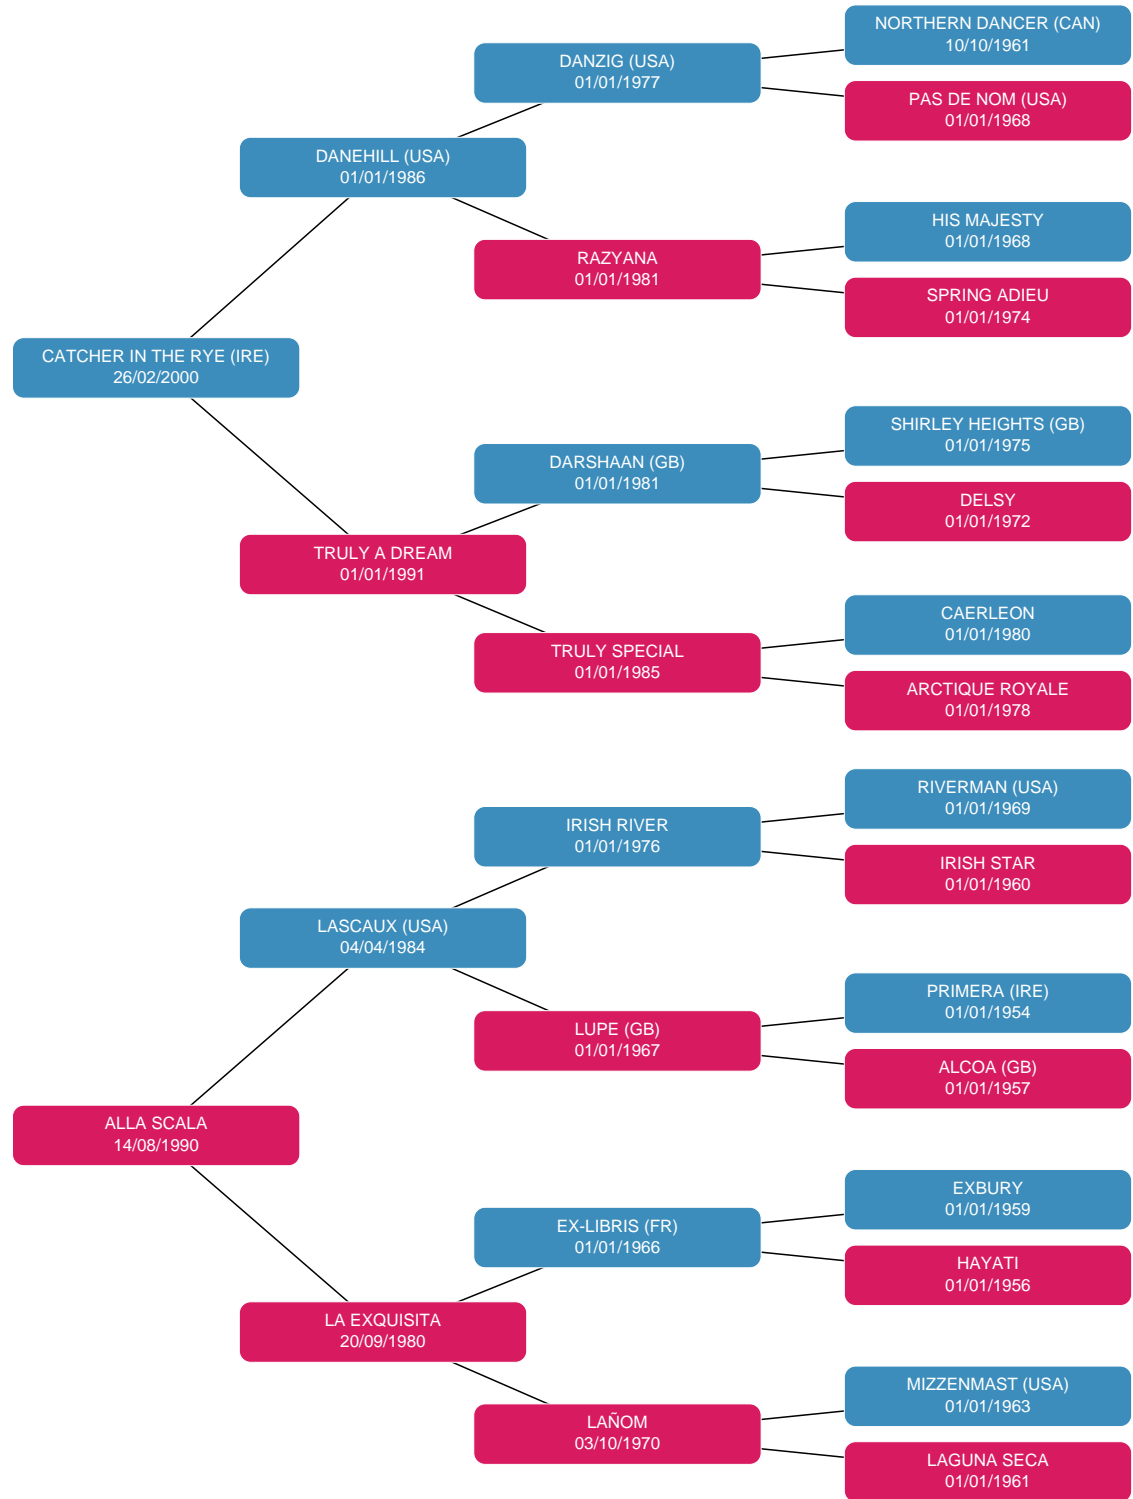 NORTHERN DANCER (CAN)
10/10/1961
DANZIG (USA)
01/01/1977
PAS DE NOM (USA)
01/01/1968
DANEHILL (USA)
01/01/1986
HIS MAJESTY
01/01/1968
RAZYANA
01/01/1981
SPRING ADIEU
01/01/1974
CATCHER IN THE RYE (IRE)
26/02/2000
SHIRLEY HEIGHTS (GB)
01/01/1975
DARSHAAN (GB)
01/01/1981
DELSY
01/01/1972
TRULY A DREAM
01/01/1991
CAERLEON
01/01/1980
TRULY SPECIAL
01/01/1985
ARCTIQUE ROYALE
01/01/1978
RIVERMAN (USA)
01/01/1969
IRISH RIVER
01/01/1976
IRISH STAR
01/01/1960
LASCAUX (USA)
04/04/1984
PRIMERA (IRE)
01/01/1954
LUPE (GB)
01/01/1967
ALCOA (GB)
01/01/1957
ALLA SCALA
14/08/1990
EXBURY
01/01/1959
EX-LIBRIS (FR)
01/01/1966
HAYATI
01/01/1956
LA EXQUISITA
20/09/1980
MIZZENMAST (USA)
01/01/1963
LAÑOM
03/10/1970
LAGUNA SECA
01/01/1961